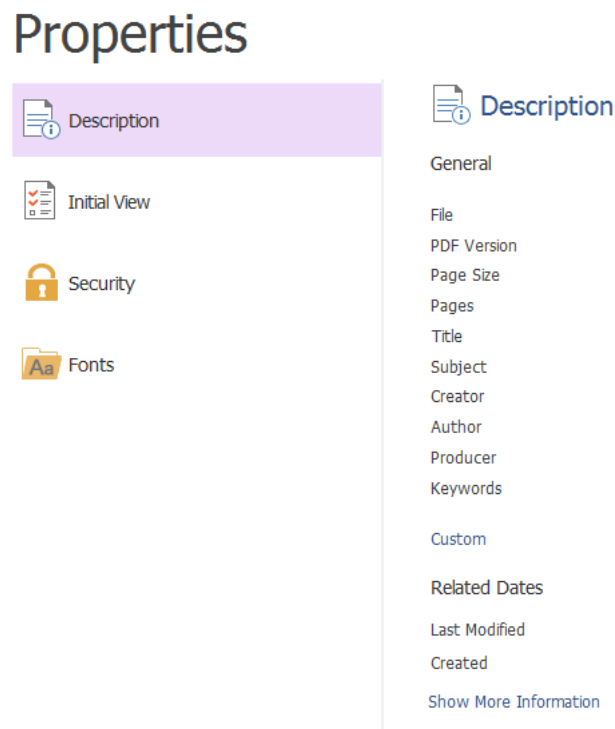 Properties
Description
Initial View
Security
Aa Fonts
Description
General
File
PDF Version
Page Size
Pages
Title
Subject
Creator
Author
Producer
Keywords
Custom
Related Dates
Last Modified
Created
Show More Information